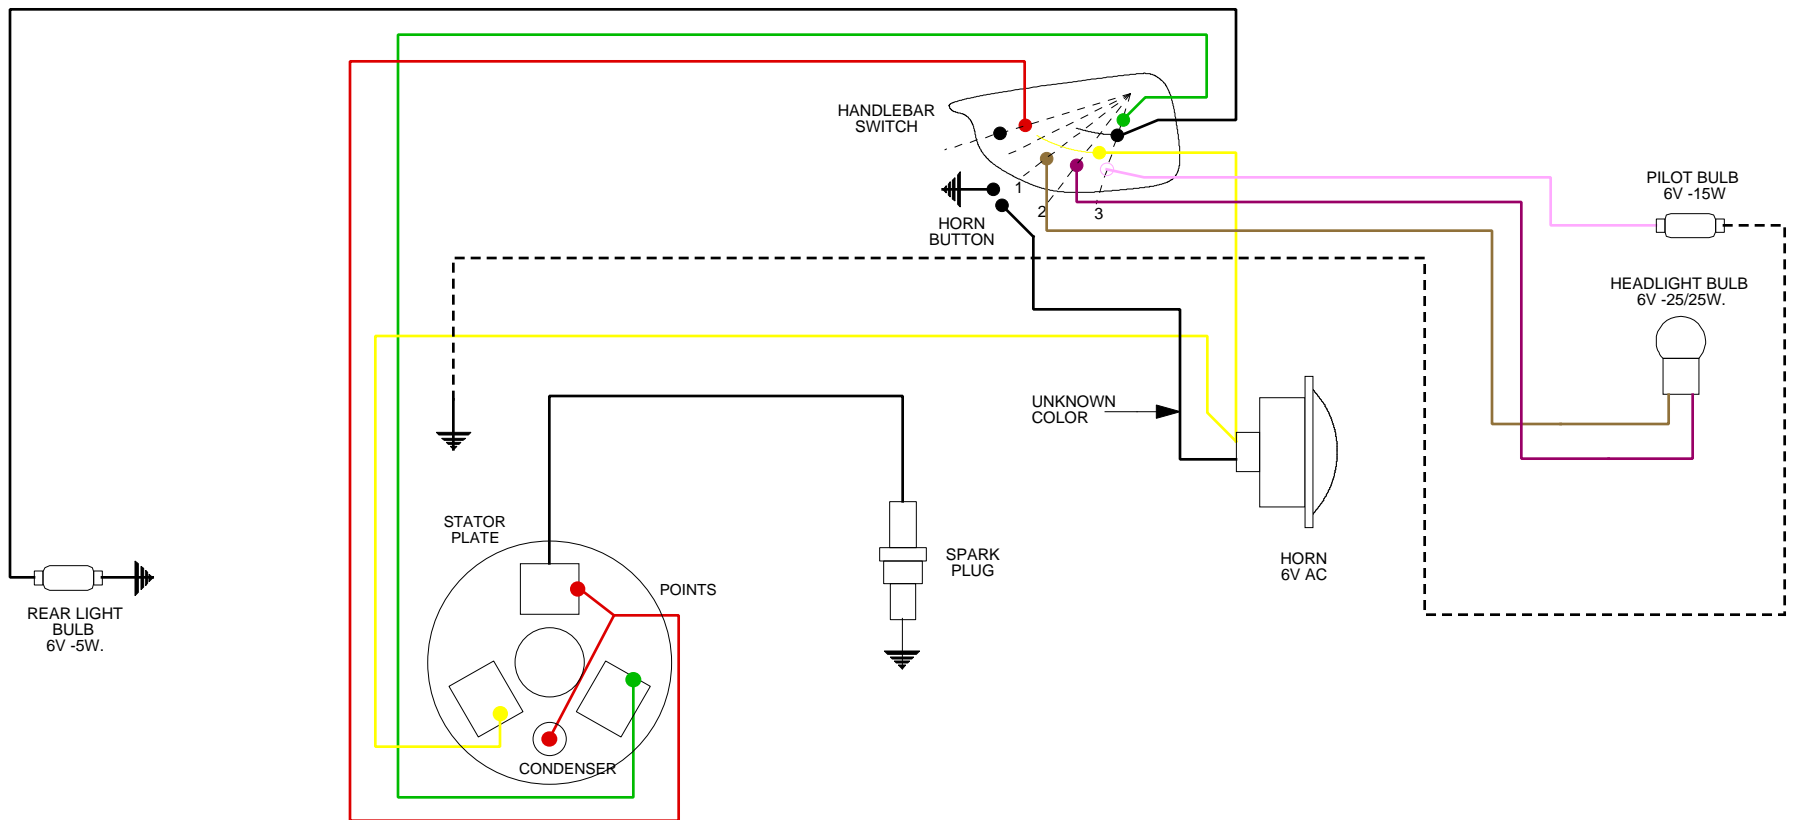 HANDLEBAR
SWITCH
1
2
3
HORN
BUTTON
PILOT BULB
6V -15W
HEADLIGHT BULB
6V -25/25W.
UNKNOWN
COLOR
STATOR
PLATE
POINTS
SPARK
PLUG
HORN
6V AC
REAR LIGHT
BULB
6V -5W.
CONDENSER